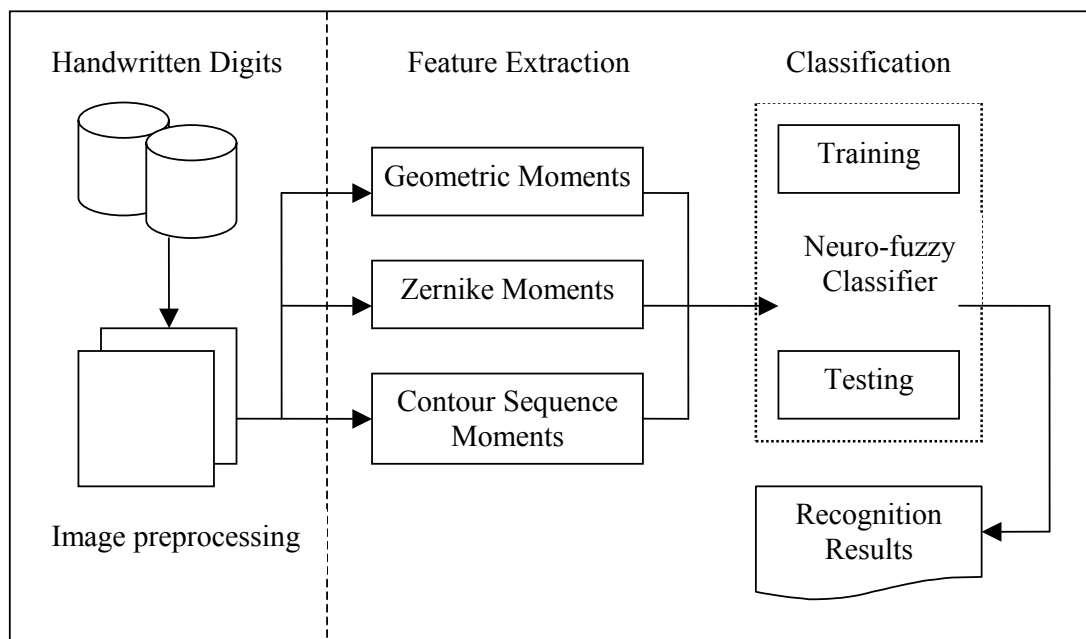 Handwritten Digits
Feature Extraction
Classification
Geometric Moments
Zernike Moments
Contour Sequence
Moments
Training
Neuro-fuzzy
Classifier
Testing
Image preprocessing
Recognition
Results